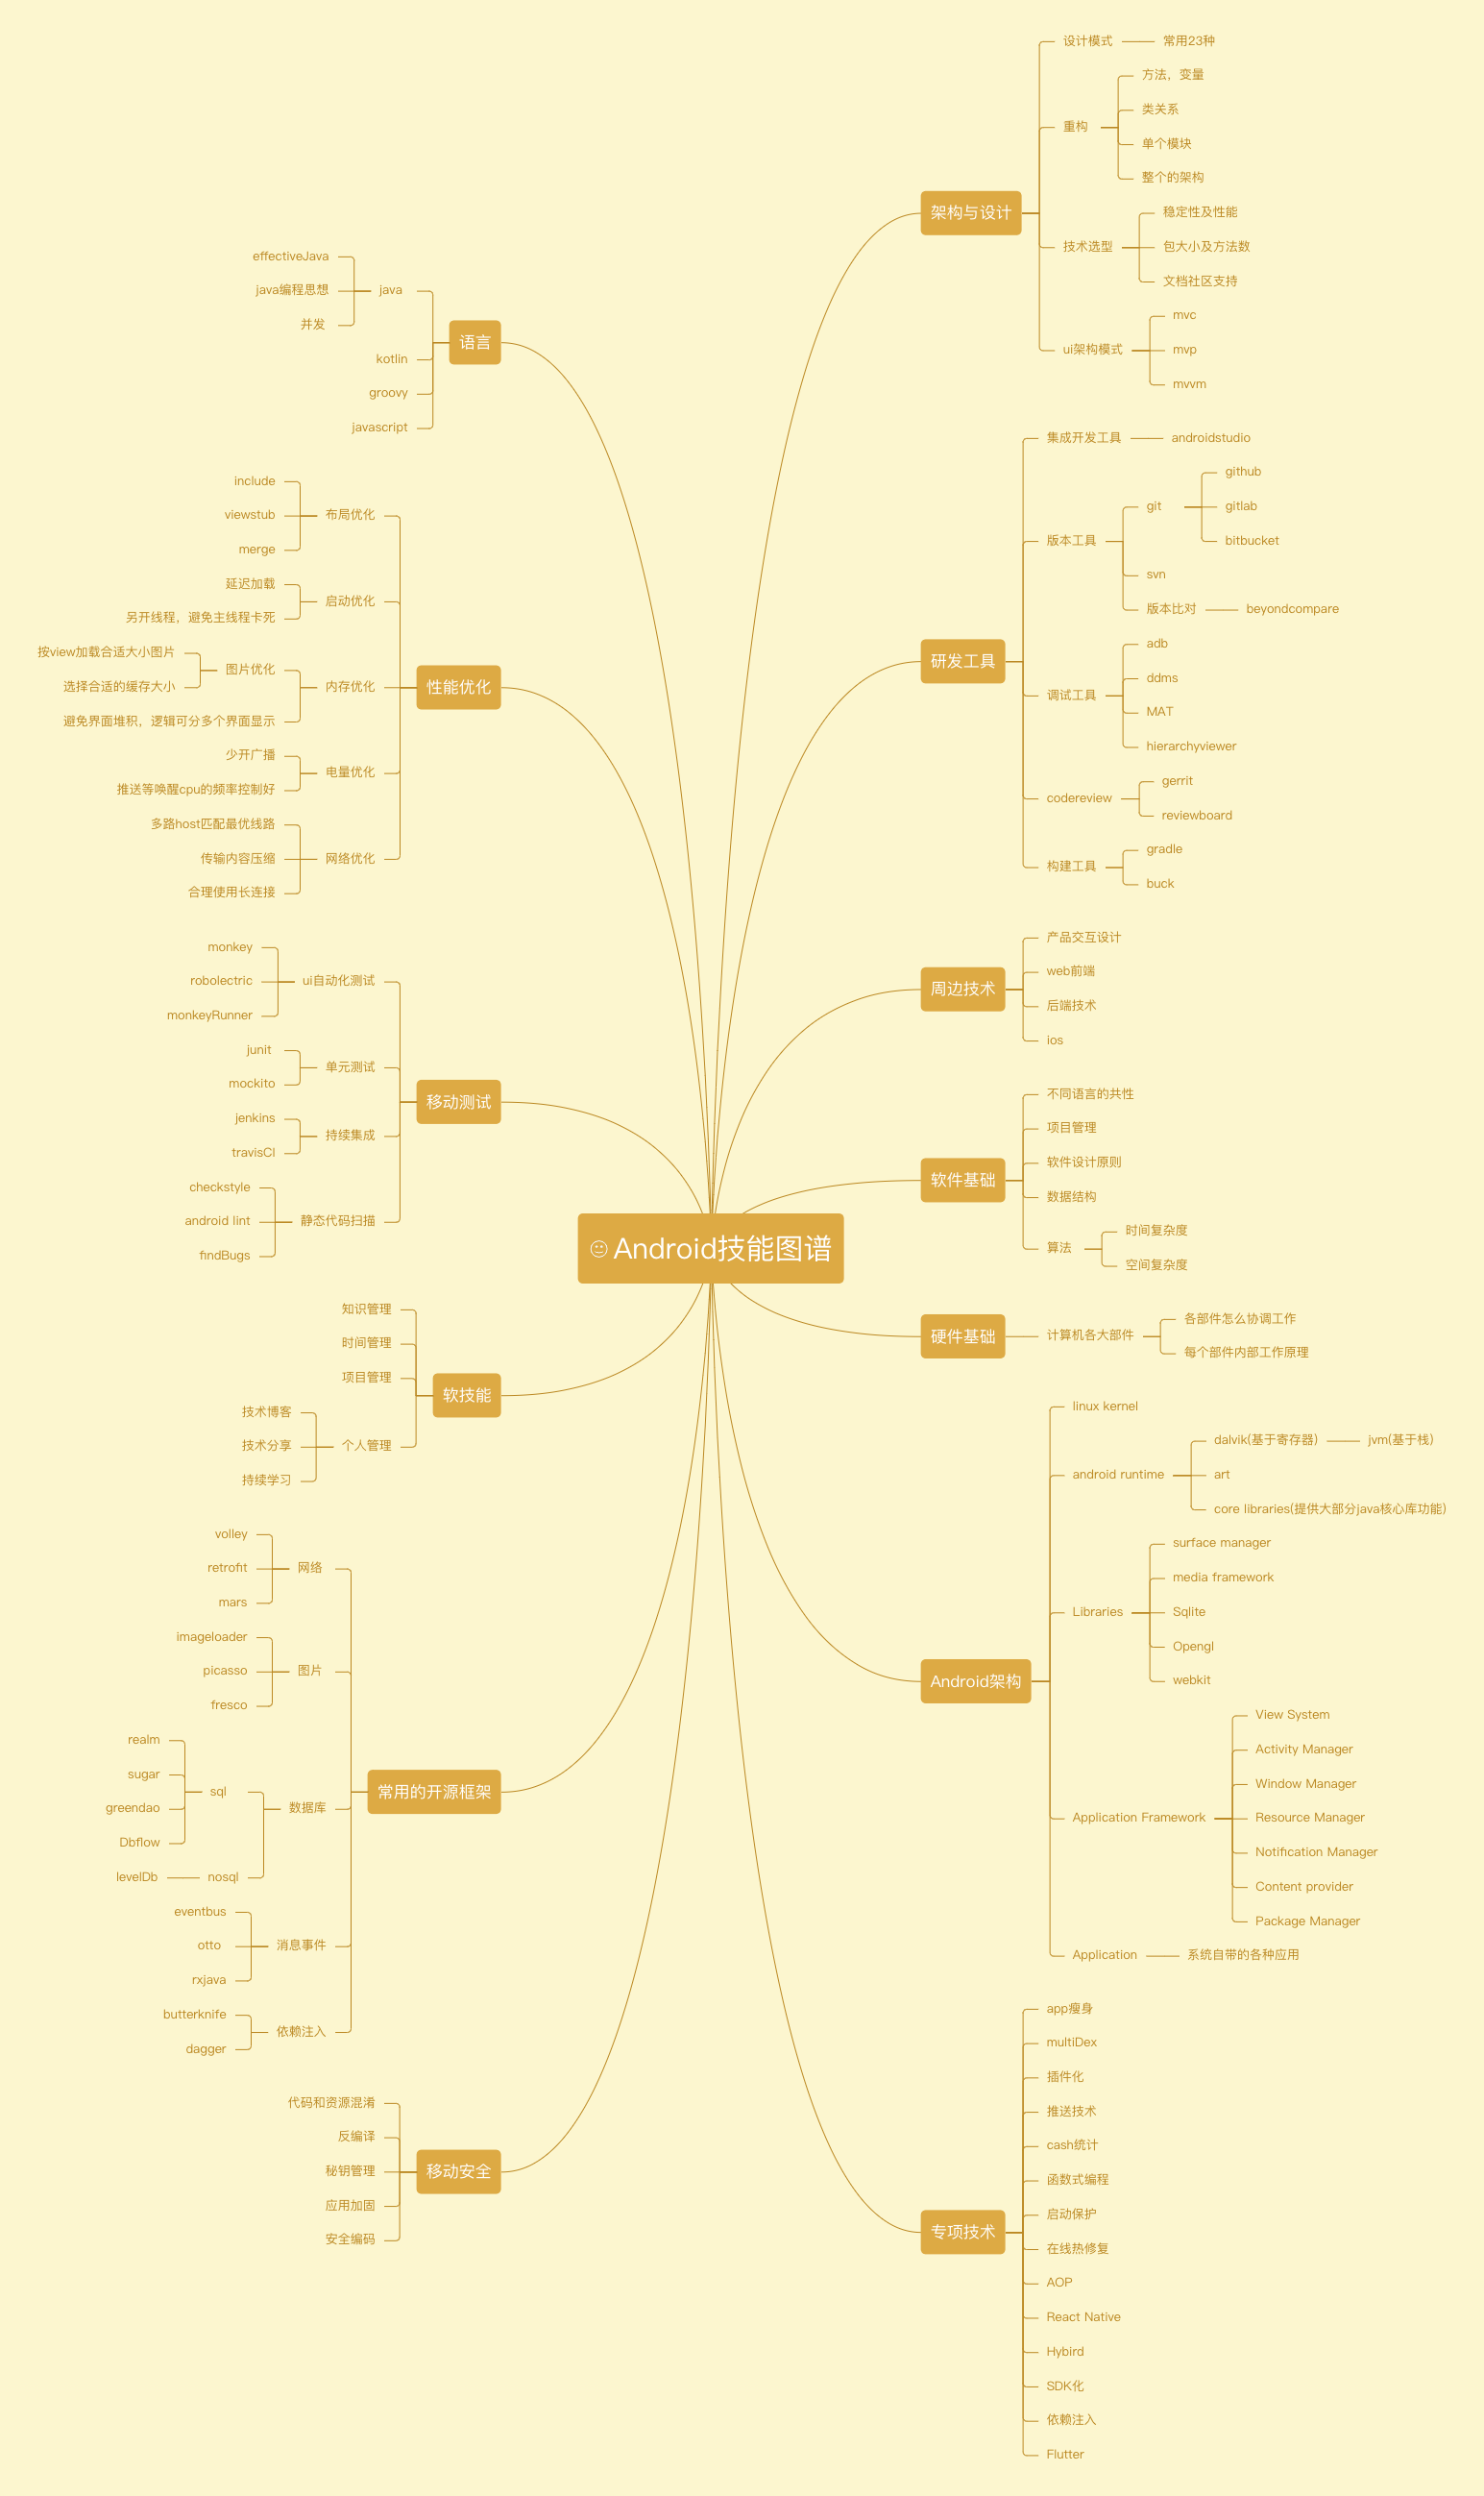 ☺Android技能图谱
架构与设计
设计模式
常用23种
重构
方法，变量
类关系
单个模块
整个的架构
技术选型
稳定性及性能
包大小及方法数
文档社区支持
ui架构模式
mvc
mvp
mvvm
研发工具
集成开发工具
androidstudio
版本工具
git
github
gitlab
bitbucket
svn
版本比对
beyondcompare
调试工具
adb
ddms
MAT
hierarchyviewer
codereview
gerrit
reviewboard
构建工具
gradle
buck
周边技术
产品交互设计
web前端
后端技术
ios
软件基础
不同语言的共性
项目管理
软件设计原则
数据结构
算法
时间复杂度
空间复杂度
硬件基础
计算机各大部件
各部件怎么协调工作
每个部件内部工作原理
Android架构
linux kernel
android runtime
dalvik(基于寄存器)
jvm(基于栈)
art
core libraries(提供大部分java核心库功能)
Libraries
surface manager
media framework
Sqlite
Opengl
webkit
Application Framework
View System
Activity Manager
Window Manager
Resource Manager
Notification Manager
Content provider
Package Manager
Application
系统自带的各种应用
专项技术
app瘦身
multiDex
插件化
推送技术
cash统计
函数式编程
启动保护
在线热修复
AOP
React Native
Hybird
SDK化
依赖注入
Flutter
语言
java
effectiveJava
java编程思想
并发
kotlin
groovy
javascript
性能优化
布局优化
include
viewstub
merge
启动优化
延迟加载
另开线程，避免主线程卡死
内存优化
图片优化
按view加载合适大小图片
选择合适的缓存大小
避免界面堆积，逻辑可分多个界面显示
电量优化
少开广播
推送等唤醒cpu的频率控制好
网络优化
多路host匹配最优线路
传输内容压缩
合理使用长连接
移动测试
ui自动化测试
monkey
robolectric
monkeyRunner
单元测试
junit
mockito
持续集成
jenkins
travisCI
静态代码扫描
checkstyle
android lint
findBugs
软技能
知识管理
时间管理
项目管理
个人管理
技术博客
技术分享
持续学习
常用的开源框架
网络
volley
retrofit
mars
图片
imageloader
picasso
fresco
数据库
sql
realm
sugar
greendao
Dbflow
nosql
levelDb
消息事件
eventbus
otto
rxjava
依赖注入
butterknife
dagger
移动安全
代码和资源混淆
反编译
秘钥管理
应用加固
安全编码